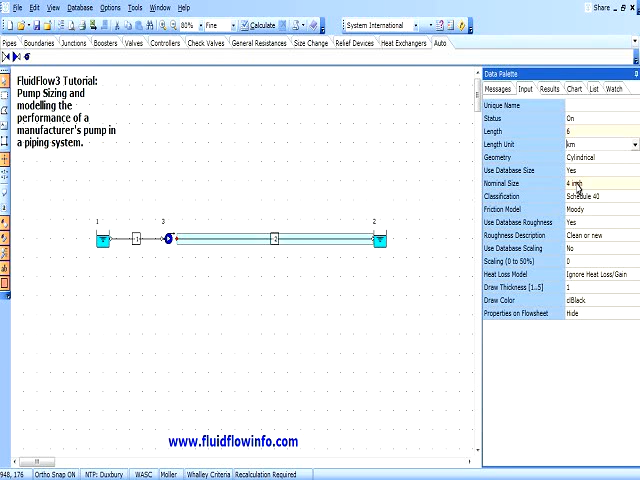 File Edit View Database Options Tools Window Help Share
80% Fine Calculate System International
Pipes Boundaries Junctions Boosters Valves Controllers Check Valves General Resistances Size Change Relief Devices Heat Exchangers Auto
FluidFlow3 Tutorial:
Pump Sizing and
modelling the
performance of a
manufacturer's pump in
a piping system.
1 3 2
-1 -2
www.fluidflowinfo.com
Data Palette
Messages Input Results Chart List Watch
Unique Name
Status On
Length 6
Length Unit km
Geometry Cylindrical
Use Database Size Yes
Nominal Size 4 inch
Classification Schedule 40
Friction Model Moody
Use Database Roughness Yes
Roughness Description Clean or new
Use Database Scaling No
Scaling (0 to 50%) 0
Heat Loss Model Ignore Heat Loss/Gain
Draw Thickness [1..5] 1
Draw Color clBlack
Properties on Flowsheet Hide
948, 176 Ortho Snap ON NTP: Duxbury WASC Moller Whalley Criteria Recalculation Required